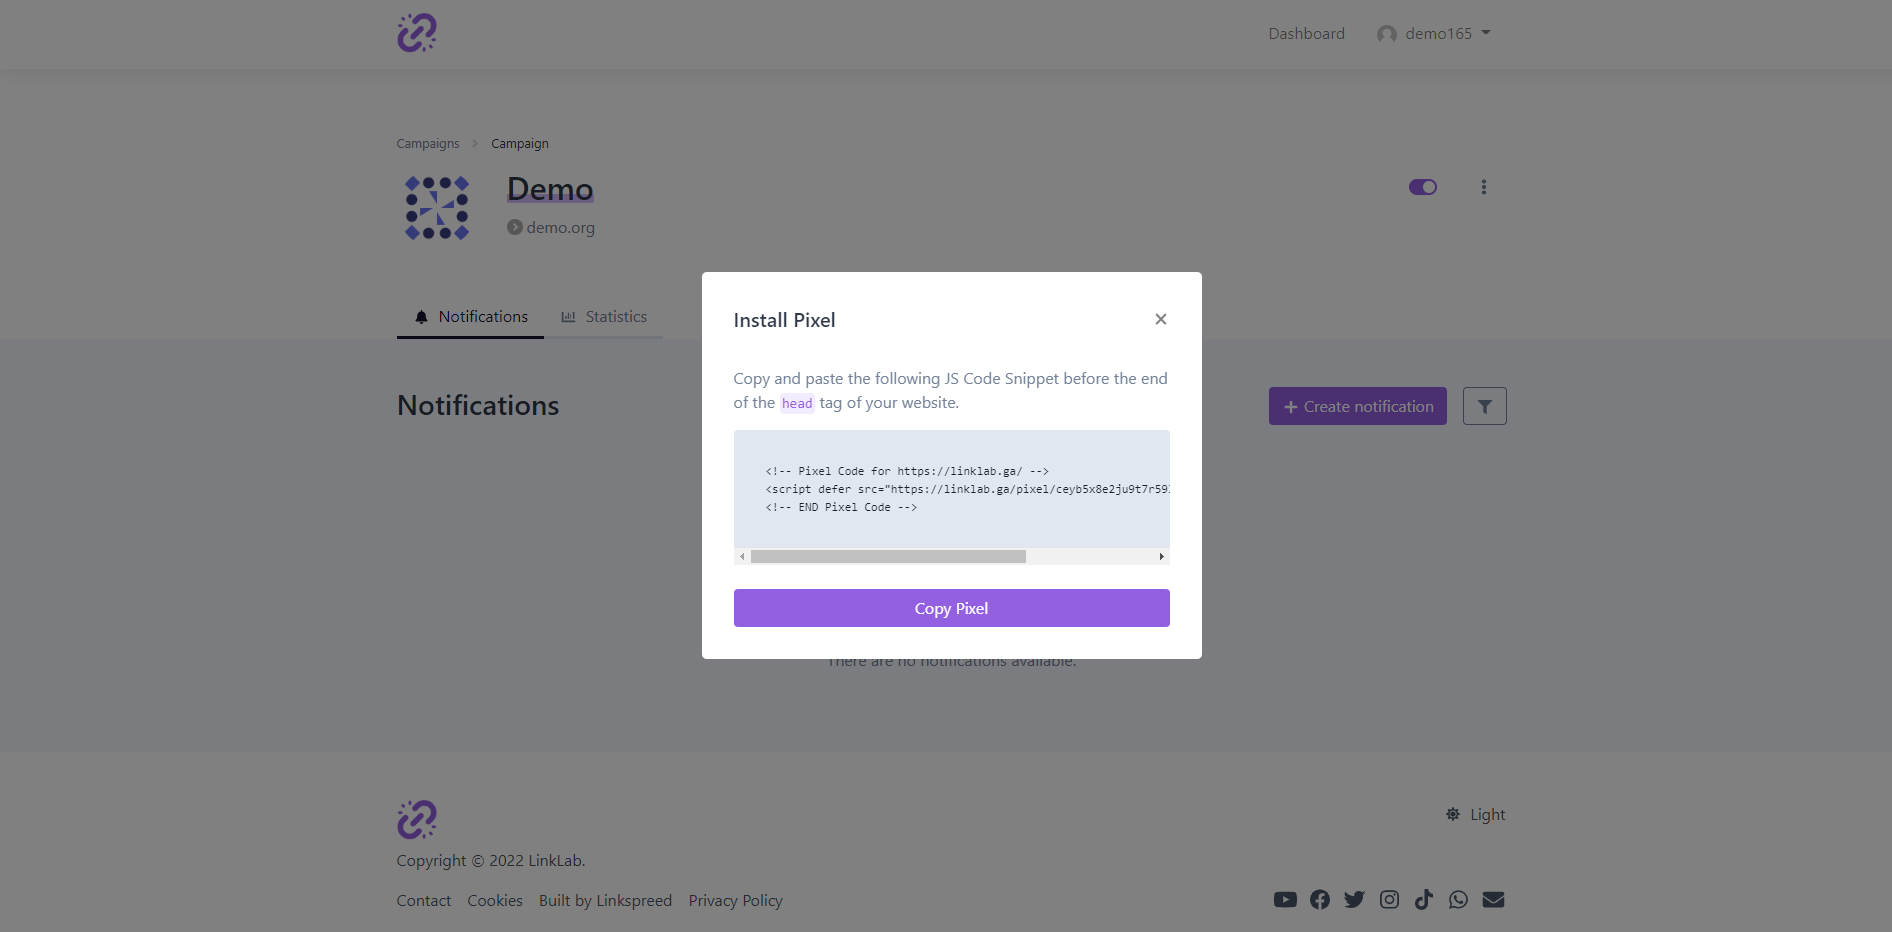 Dashboard demo165
Campaigns Campaign
Demo
demo.org
Notifications Statistics
Install Pixel
Copy and paste the following JS Code Snippet before the end
of the head tag of your website.
<!-- Pixel Code for https://linklab.ga/ -->
<script defer src="https://linklab.ga/pixel/ceyb5x8e2ju9t7r59
<!-- END Pixel Code -->
Copy Pixel
Notifications
Create notification
There are no notifications available.
Light
Copyright © 2022 LinkLab.
Contact Cookies Built by Linkspeed Privacy Policy